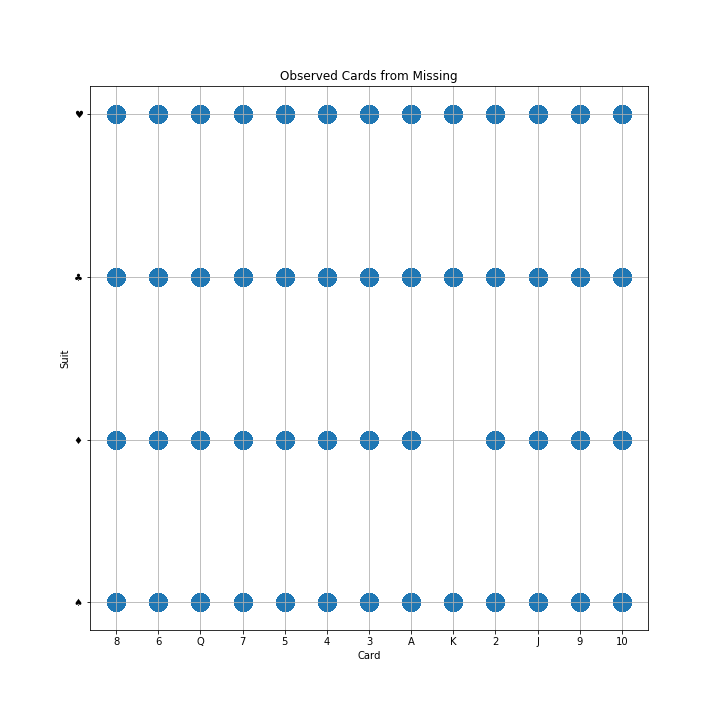 Observed Cards from Missing
♥
♣
Suit
♦
♠
8 6 Q 7 5 4 3 A K 2 J 9 10
Card